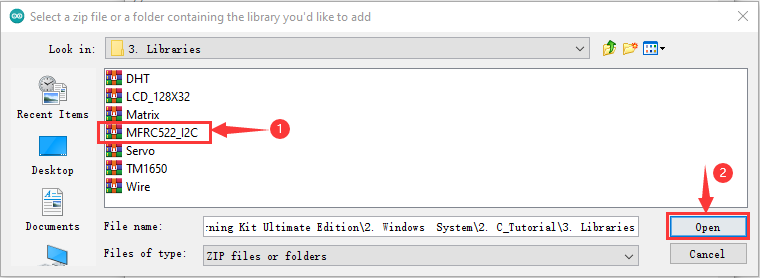 Select a zip file or a folder containing the library you'd like to add
Look in: 3. Libraries
Recent Items
Desktop
Documents
DHT
LCD_128X32
Matrix
MFRC522_I2C
1
Servo
TM1650
Wire
2
File name: rning Kit Ultimate Edition\2. Windows System\2. C_Tutorial\3. Libraries
Open
Files of type: ZIP files or folders
Cancel